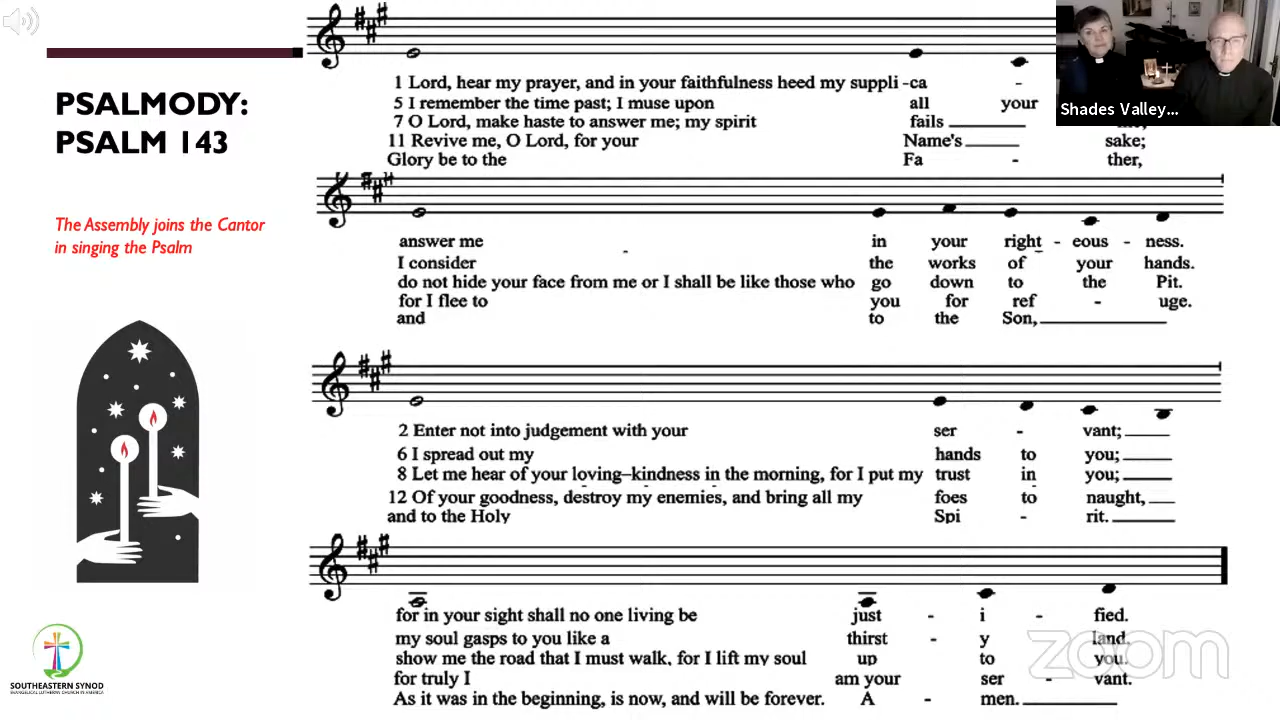 PSALMODY:
PSALM 143
The Assembly joins the Cantor
in singing the Psalm
SOUTHEASTERN SYNOD
EVANGELICAL LUTHERAN CHURCH IN AMERICA
1 Lord, hear my prayer, and in your faithfulness heed my suppli -ca -
5 I remember the time past; I muse upon all your
7 O Lord, make haste to answer me; my spirit fails me;
11 Revive me, O Lord, for your Name's sake;
Glory be to the Fa - ther,
answer me in your right - eous - ness.
I consider the works of your hands.
do not hide your face from me or I shall be like those who go down to the Pit.
for I flee to you for ref - uge.
and to the Son,
2 Enter not into judgement with your ser - vant;
6 I spread out my hands to you;
8 Let me hear of your loving–kindness in the morning, for I put my trust in you;
12 Of your goodness, destroy my enemies, and bring all my foes to naught,
and to the Holy Spi - rit.
for in your sight shall no one living be just - i - fied.
my soul gasps to you like a thirst - y land.
show me the road that I must walk, for I lift my soul up to you.
for truly I am your ser - vant.
As it was in the beginning, is now, and will be forever. A - men.
Shades Valley...
zoom